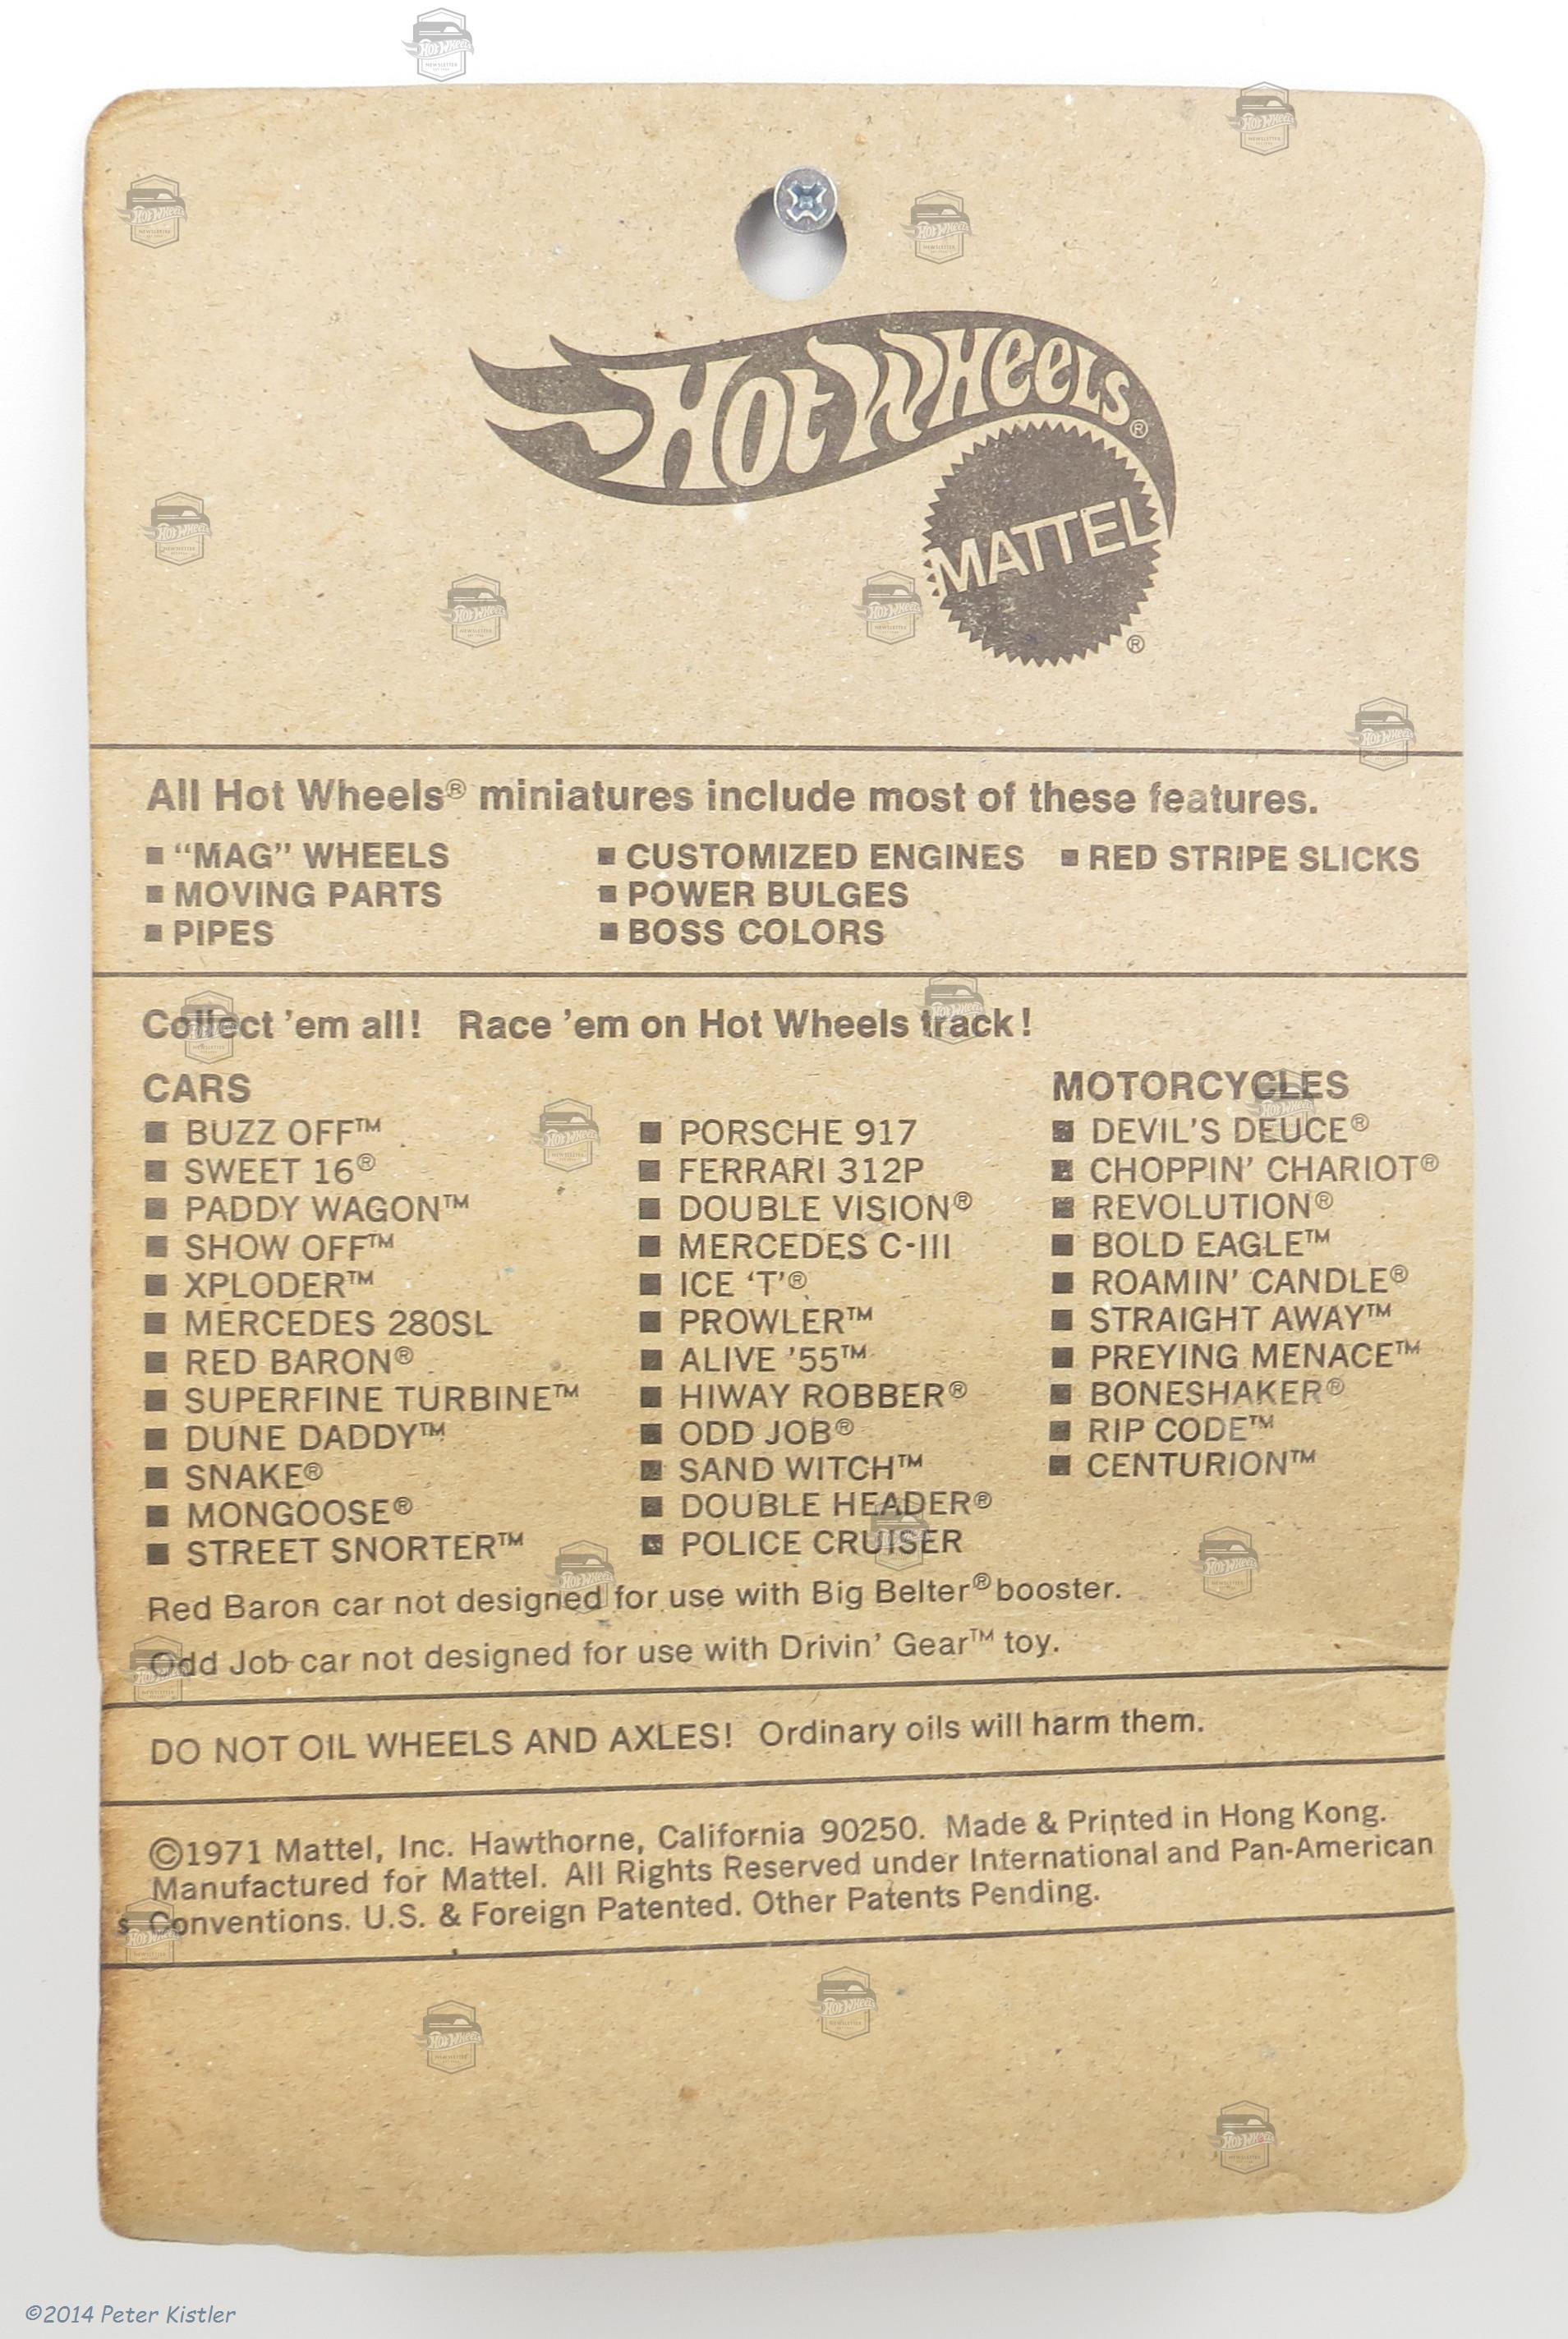 Hot Wheels®
MATTEL
®
All Hot Wheels® miniatures include most of these features.
■ “MAG” WHEELS
■ MOVING PARTS
■ PIPES
■ CUSTOMIZED ENGINES
■ POWER BULGES
■ BOSS COLORS
■ RED STRIPE SLICKS
Collect ’em all! Race ’em on Hot Wheels track!
CARS
■ BUZZ OFF™
■ SWEET 16®
■ PADDY WAGON™
■ SHOW OFF™
■ XPLODER™
■ MERCEDES 280SL
■ RED BARON®
■ SUPERFINE TURBINE™
■ DUNE DADDY™
■ SNAKE®
■ MONGOOSE®
■ STREET SNORTER™
■ PORSCHE 917
■ FERRARI 312P
■ DOUBLE VISION®
■ MERCEDES C-III
■ ICE ‘T’®
■ PROWLER™
■ ALIVE ’55™
■ HIWAY ROBBER®
■ ODD JOB®
■ SAND WITCH™
■ DOUBLE HEADER®
■ POLICE CRUISER
MOTORCYCLES
■ DEVIL’S DEUCE®
■ CHOPPIN’ CHARIOT®
■ REVOLUTION®
■ BOLD EAGLE™
■ ROAMIN’ CANDLE®
■ STRAIGHT AWAY™
■ PREYING MENACE™
■ BONESHAKER®
■ RIP CODE™
■ CENTURION™
Red Baron car not designed for use with Big Belter® booster.
Odd Job car not designed for use with Drivin’ Gear™ toy.
DO NOT OIL WHEELS AND AXLES! Ordinary oils will harm them.
©1971 Mattel, Inc. Hawthorne, California 90250. Made & Printed in Hong Kong.
Manufactured for Mattel. All Rights Reserved under International and Pan-American
s Conventions. U.S. & Foreign Patented. Other Patents Pending.
©2014 Peter Kistler